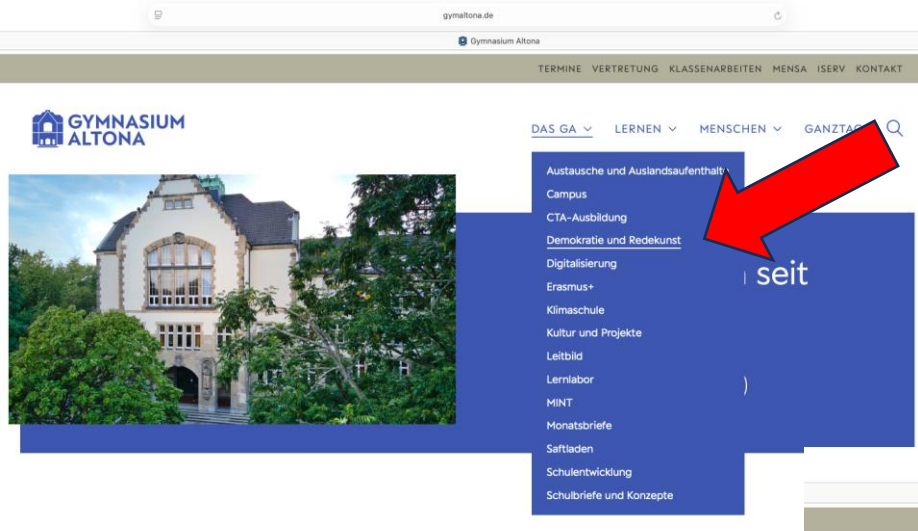 gymaltona.de
Gymnasium Altona
TERMINE VERTRETUNG KLASSENARBEITEN MENSA ISERV KONTAKT
GYMNASIUM
ALTONA
DAS GA LERNEN MENSCHEN GANZTAG
Austausche und Auslandsaufenthalte
Campus
CTA-Ausbildung
Demokratie und Redekunst
Digitalisierung
seit
Erasmus+
Klimaschule
Kultur und Projekte
Leitbild
Lernlabor
)
MINT
Monatsbriefe
Saftladen
Schulentwicklung
Schulbriefe und Konzepte